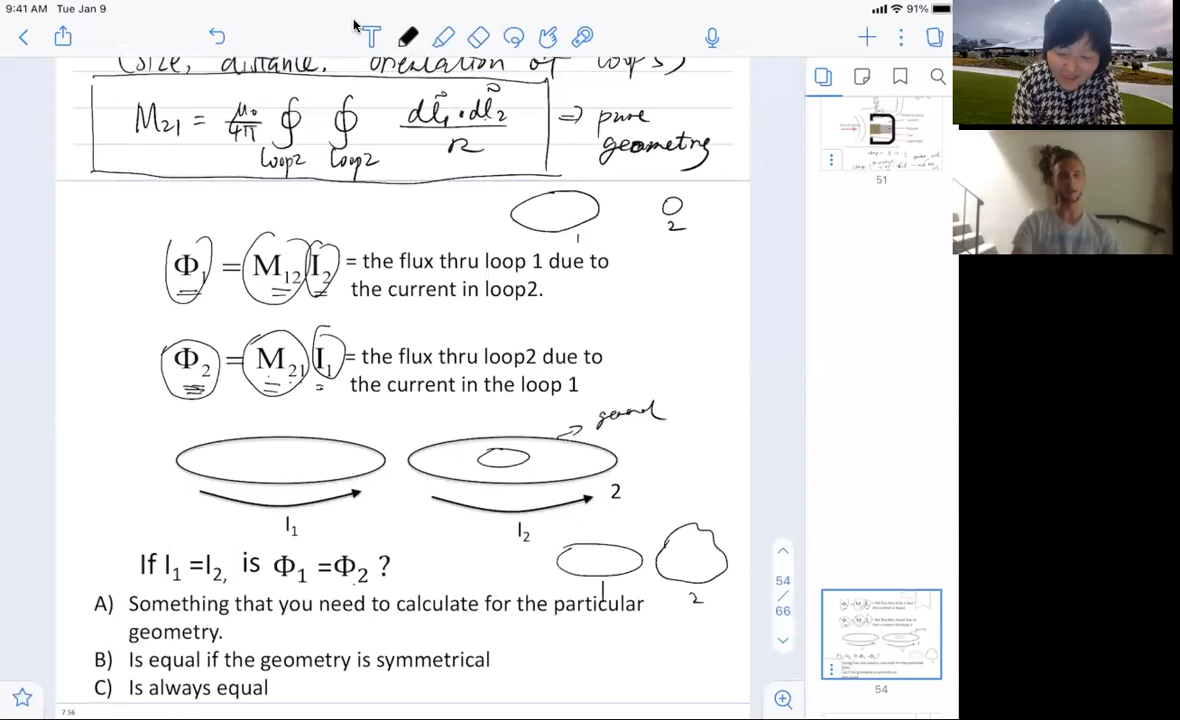 9:41 AM Tue Jan 9
91%
(size, distance, orientation of loops)
M21 = μ0/4π ∮ ∮ dl1 · dl2 / R ⇒ pure geometry
loop2 loop2
1
2
Φ1 = M12 I2 = the flux thru loop 1 due to
the current in loop2.
Φ2 = M21 I1 = the flux thru loop2 due to
the current in the loop 1
2
I1
I2
If I1 =I2, is Φ1 =Φ2 ?
1
2
A) Something that you need to calculate for the particular
geometry.
B) Is equal if the geometry is symmetrical
C) Is always equal
7.56
51
54
/
66
54